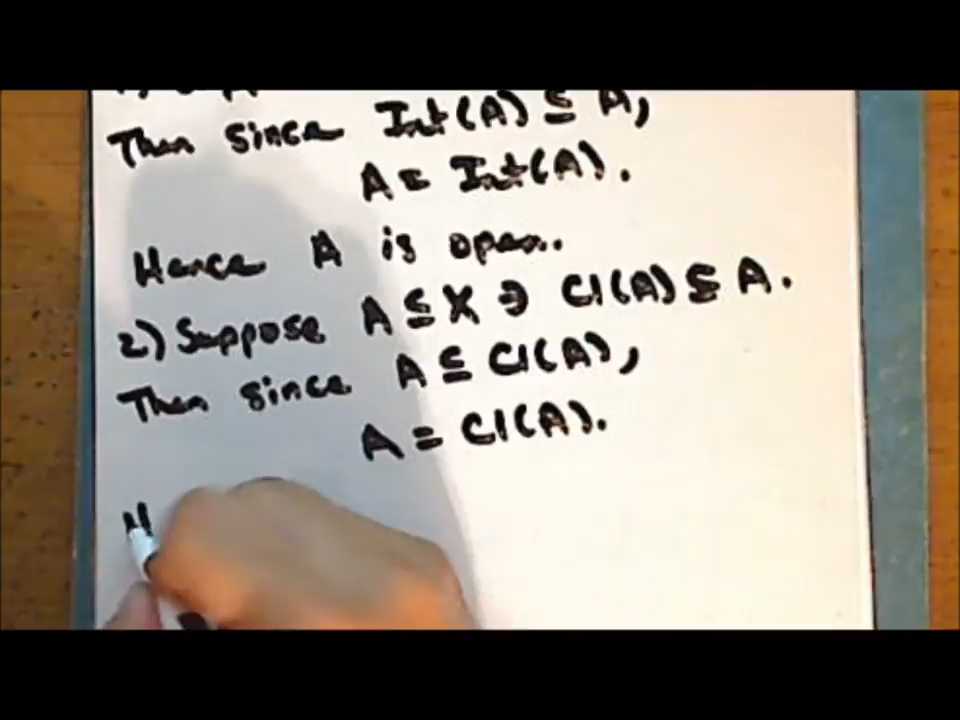 Then since Int(A) ⊆ A,
A = Int(A).
Hence A is open.
2) Suppose A ⊆ X ∋ Cl(A) ⊆ A.
Then since A ⊆ Cl(A),
A = Cl(A).
H